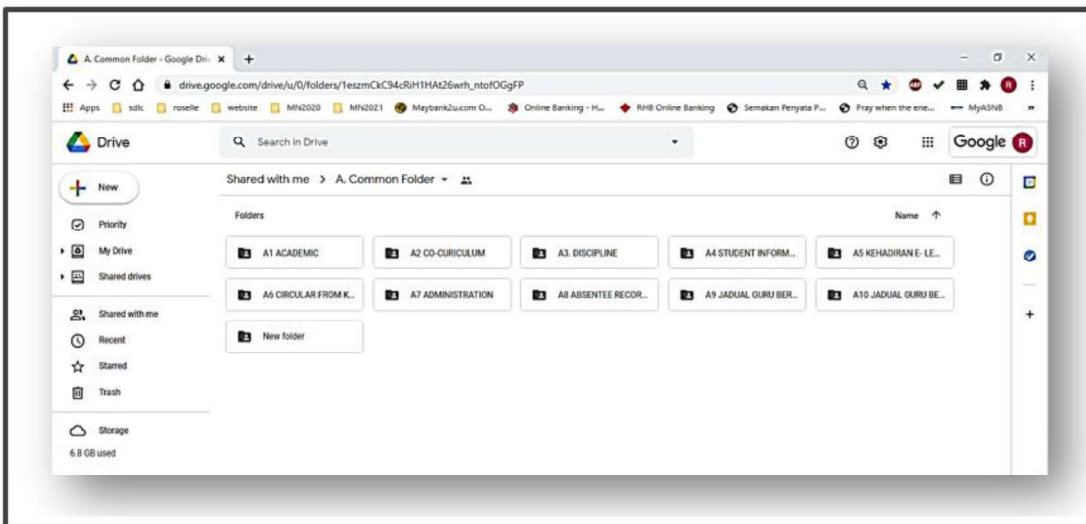 A. Common Folder - Google Dri
drive.google.com/drive/u/0/folders/1eszmCkC94cRiH1HAt26wrh_ntofOGgFP
Apps sdlc roselle website MN2020 MN2021 Maybank2u.com O... Online Banking - H... RHB Online Banking Semakan Penyata P... Pray when the ene... MyASNB
Drive Search in Drive Google R
New Shared with me > A. Common Folder
Priority Folders Name
My Drive A1 ACADEMIC A2 CO-CURICULUM A3. DISCIPLINE A4 STUDENT INFORM... A5 KEHADIRAN E- LE...
Shared drives
A6 CIRCULAR FROM K... A7 ADMINISTRATION A8 ABSENTEE RECOR... A9 JADUAL GURU BER... A10 JADUAL GURU BE...
Shared with me
Recent New folder
Starred
Trash
Storage
6.8 GB used